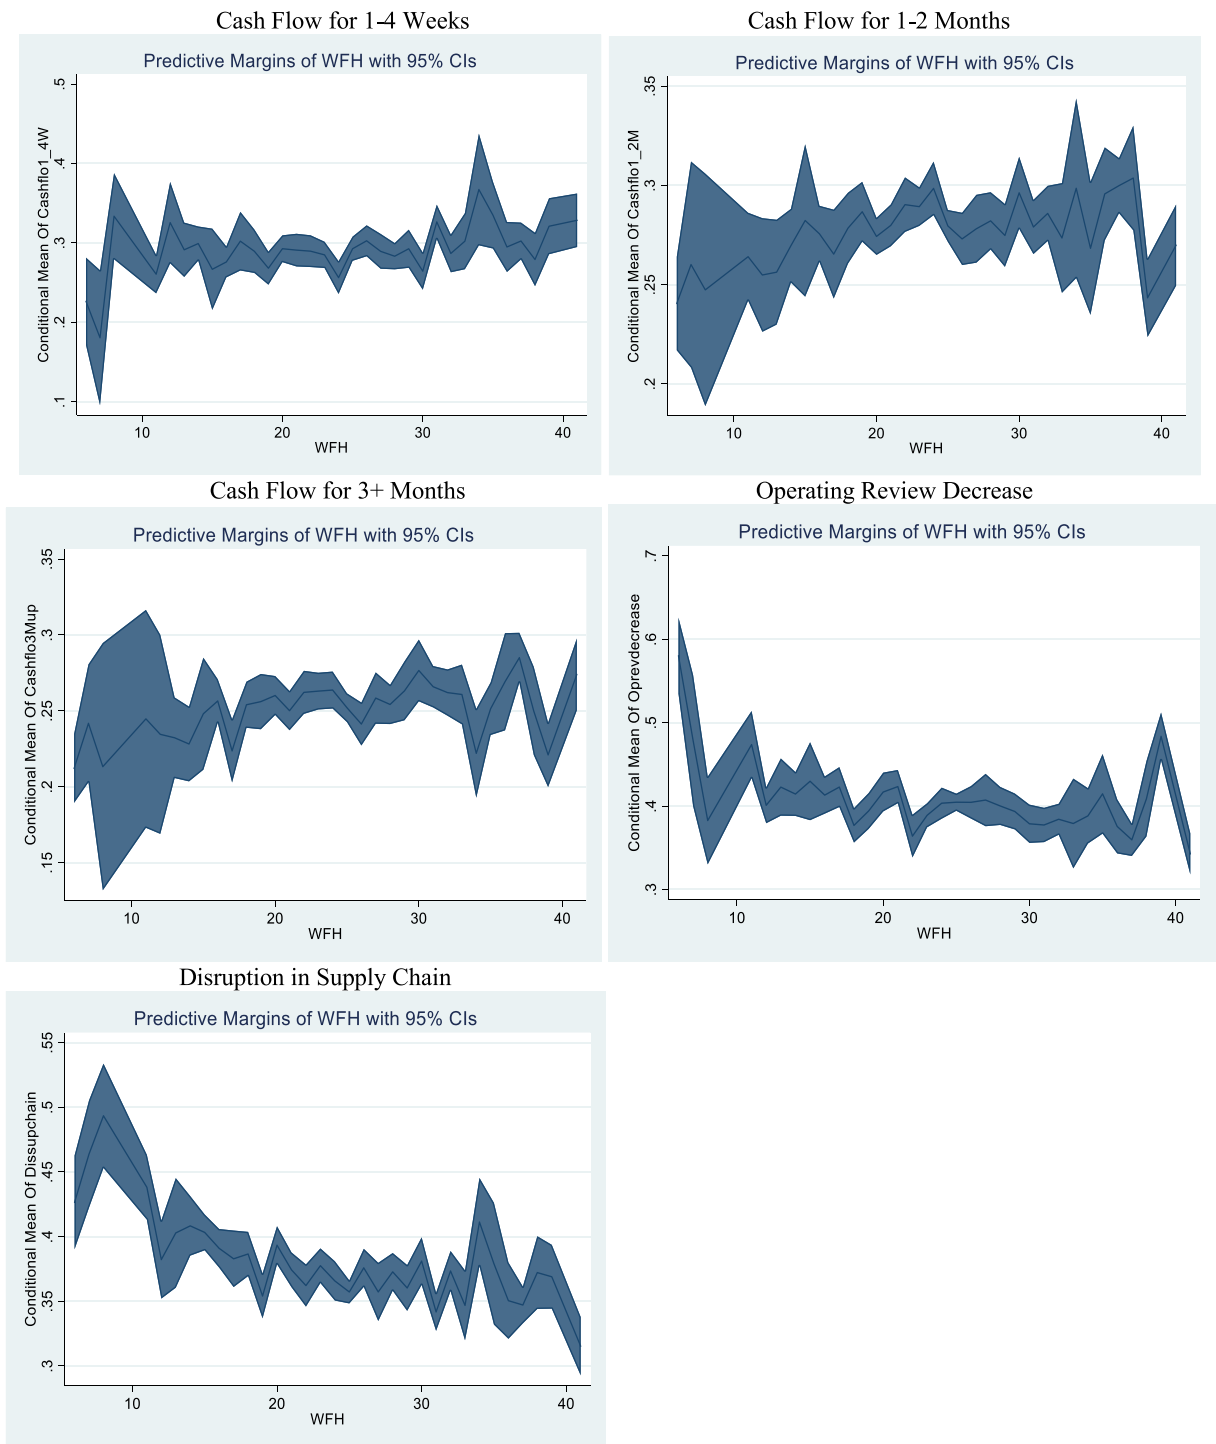 Cash Flow for 1-4 Weeks
Predictive Margins of WFH with 95% CIs
Conditional Mean Of Cashflo1_4W
.5
.4
.3
.2
.1
10 20 30 40
WFH
Cash Flow for 1-2 Months
Predictive Margins of WFH with 95% CIs
Conditional Mean Of Cashflo1_2M
.35
.3
.25
.2
10 20 30 40
WFH
Cash Flow for 3+ Months
Predictive Margins of WFH with 95% CIs
Conditional Mean Of Cashflo3Mup
.35
.3
.25
.2
.15
10 20 30 40
WFH
Operating Review Decrease
Predictive Margins of WFH with 95% CIs
Conditional Mean Of Oprevdecrease
.7
.6
.5
.4
.3
10 20 30 40
WFH
Disruption in Supply Chain
Predictive Margins of WFH with 95% CIs
Conditional Mean Of Dissupchain
.55
.5
.45
.4
.35
.3
10 20 30 40
WFH